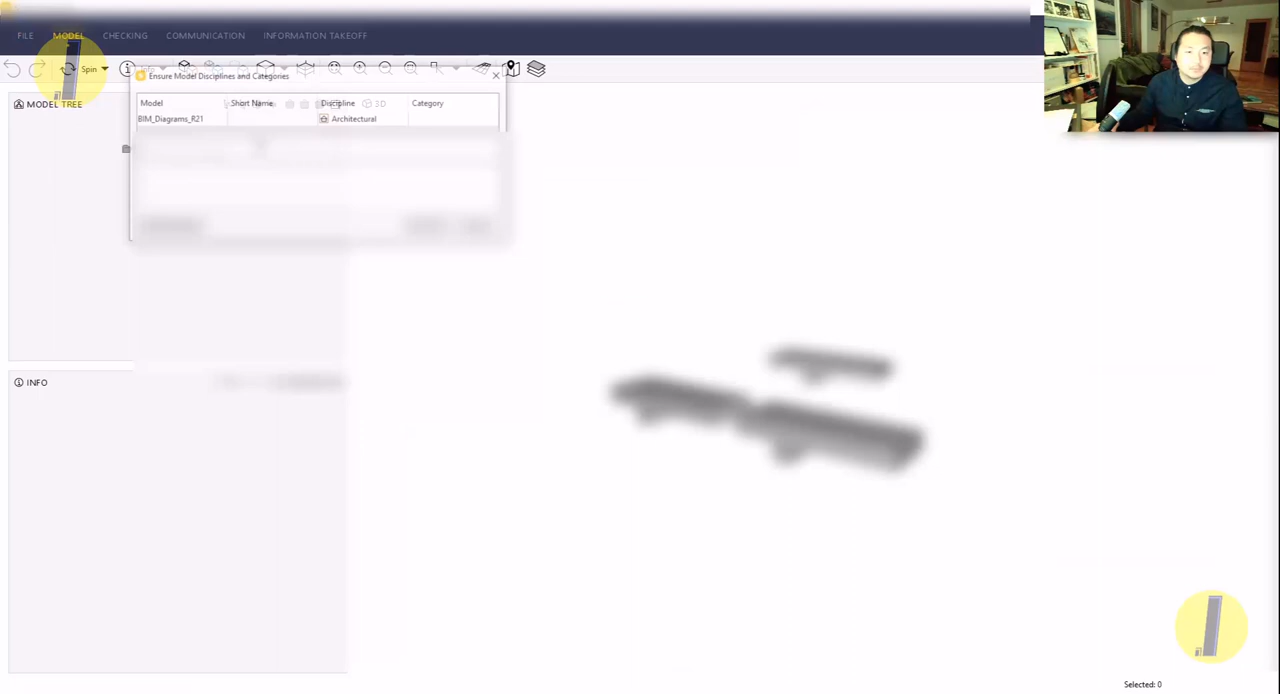 FILE MODEL CHECKING COMMUNICATION INFORMATION TAKEOFF
Spin
Ensure Model Disciplines and Categories
MODEL TREE
Model Short Name Discipline Category
3D
BIM_Diagrams_R21 Architectural
INFO
Selected: 0